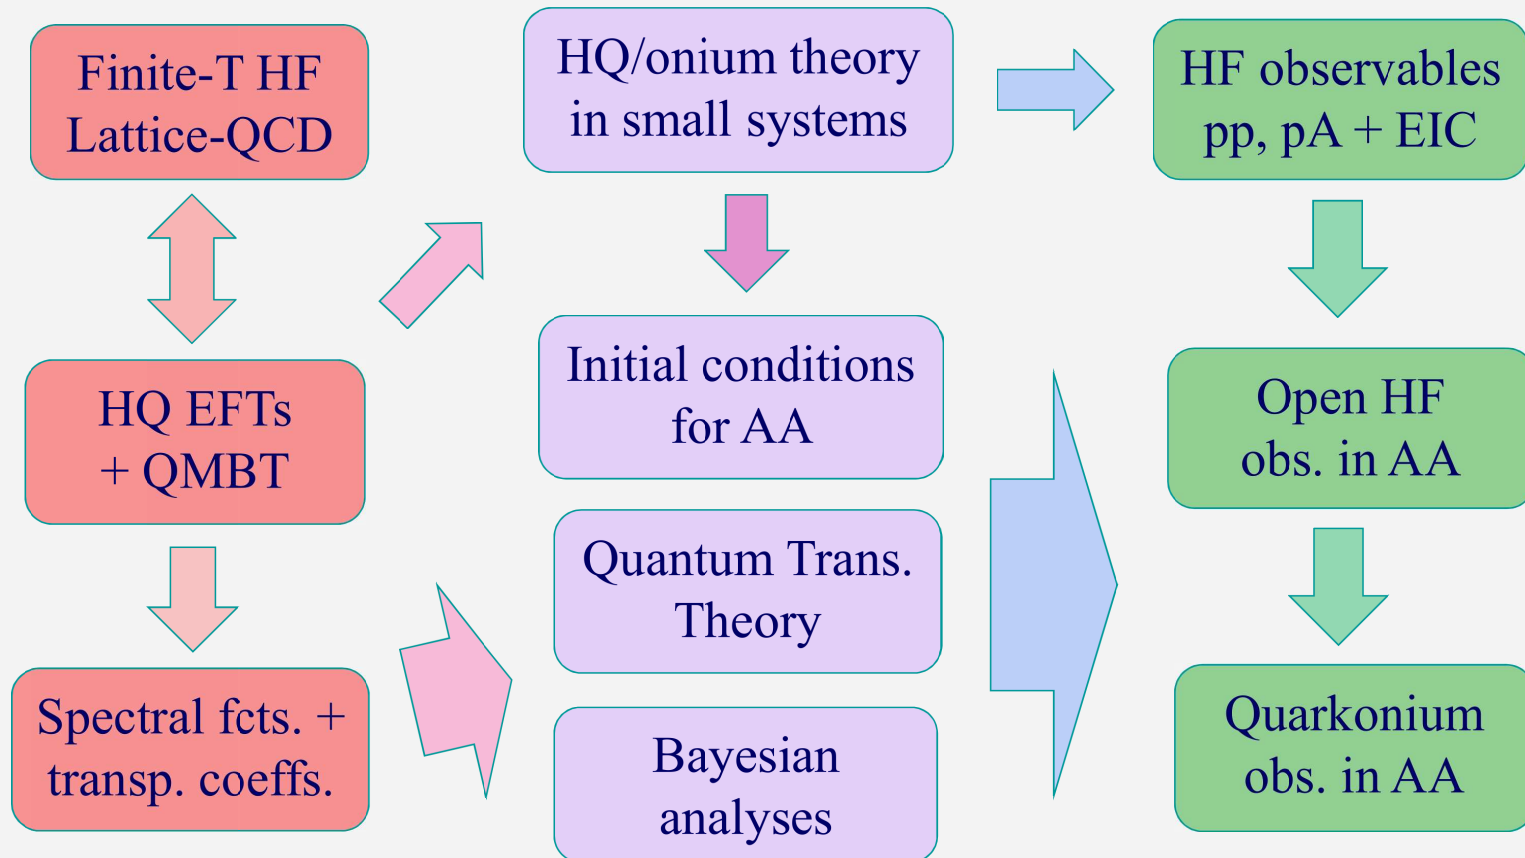 Finite-T HF
Lattice-QCD
HQ EFTs
+ QMBT
Spectral fcts. +
transp. coeffs.
HQ/onium theory
in small systems
Initial conditions
for AA
Quantum Trans.
Theory
Bayesian
analyses
HF observables
pp, pA + EIC
Open HF
obs. in AA
Quarkonium
obs. in AA